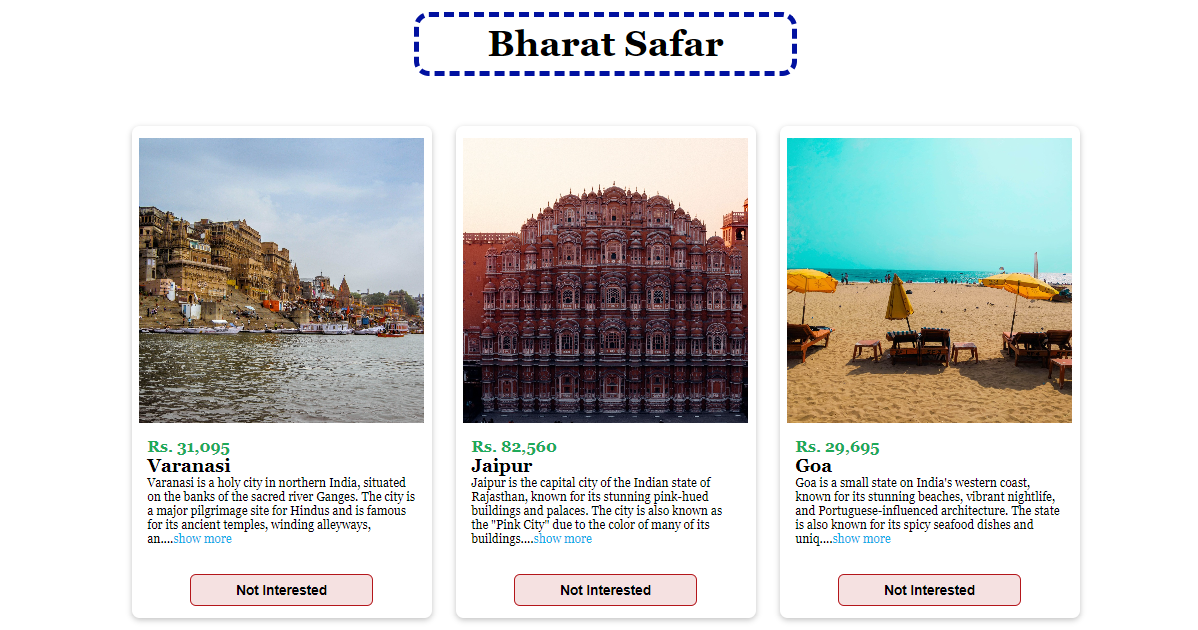 Bharat Safar
Rs. 31,095
Varanasi
Varanasi is a holy city in northern India, situated
on the banks of the sacred river Ganges. The city is
a major pilgrimage site for Hindus and is famous
for its ancient temples, winding alleyways,
an....show more
Not Interested
Rs. 82,560
Jaipur
Jaipur is the capital city of the Indian state of
Rajasthan, known for its stunning pink-hued
buildings and palaces. The city is also known as
the "Pink City" due to the color of many of its
buildings....show more
Not Interested
Rs. 29,695
Goa
Goa is a small state on India's western coast,
known for its stunning beaches, vibrant nightlife,
and Portuguese-influenced architecture. The state
is also known for its spicy seafood dishes and
uniq....show more
Not Interested